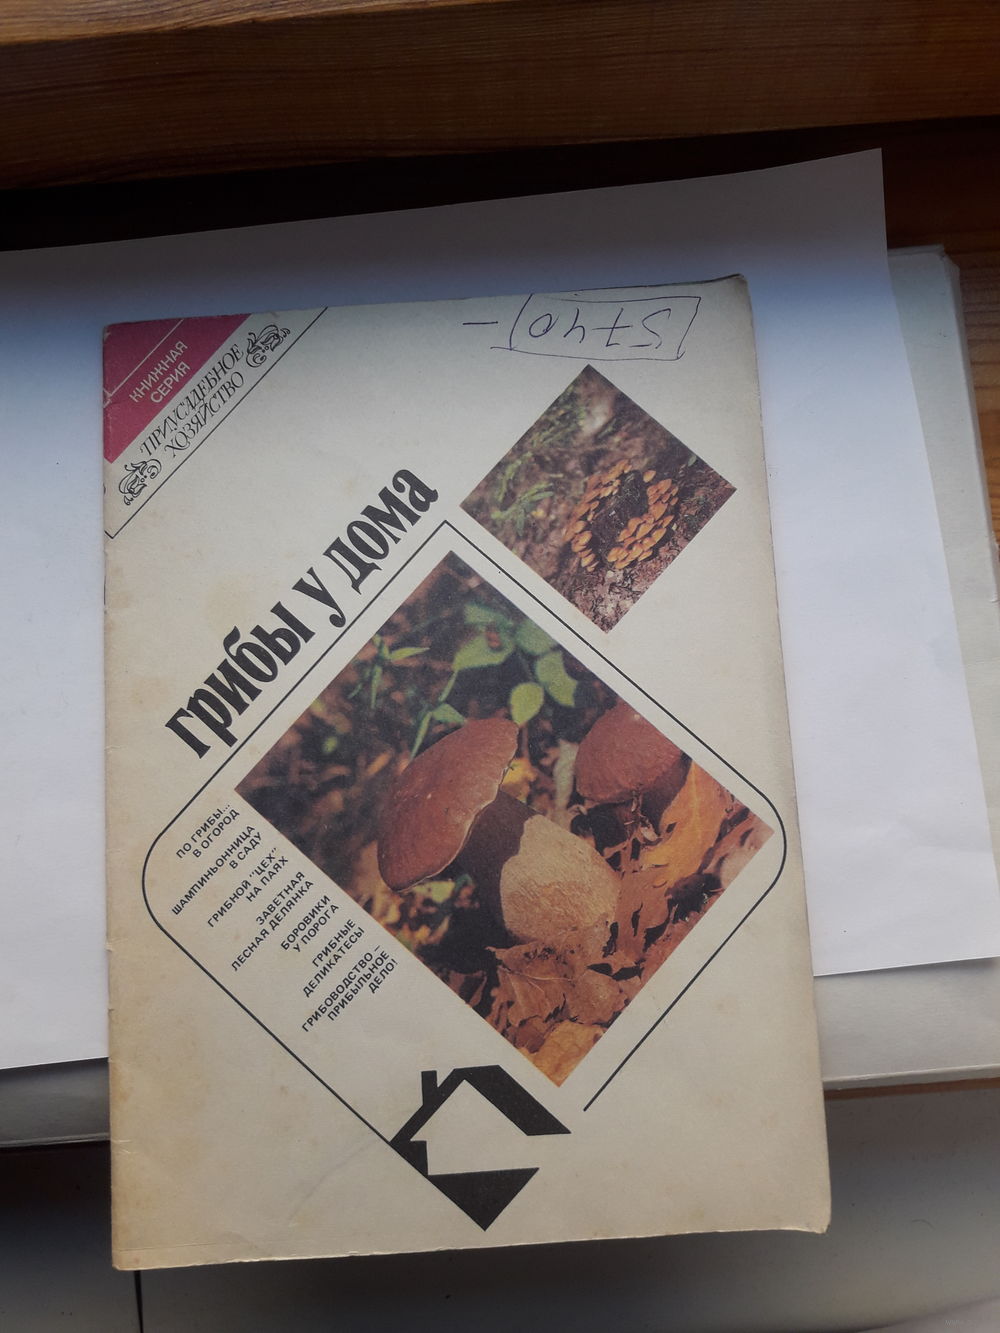 КНИЖНАЯ
СЕРИЯ
"ПРИУСАДЕБНОЕ
ХОЗЯЙСТВО"
5740-
грибы у дома
ПО ГРИБЫ...
В ОГОРОД
ШАМПИНЬОННИЦА
В САДУ
ГРИБНОЙ "ЦЕХ"
НА ПАЯХ
ЗАВЕТНАЯ
ЛЕСНАЯ ДЕЛЯНКА
БОРОВИКИ
У ПОРОГА
ГРИБНЫЕ
ДЕЛИКАТЕСЫ
ГРИБОВОДСТВО –
ПРИБЫЛЬНОЕ
ДЕЛО!